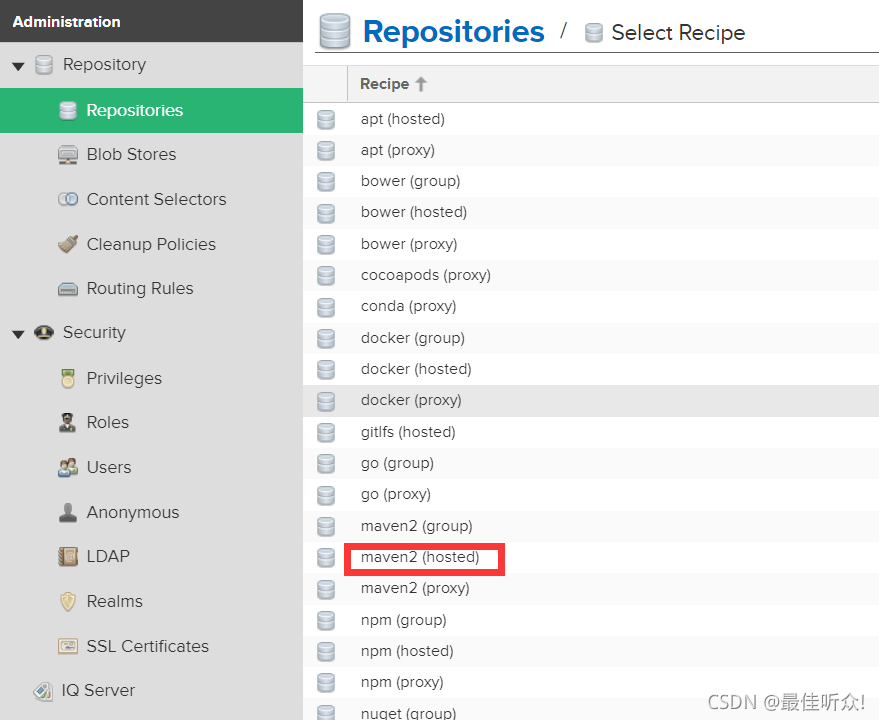 Administration
Repository
Repositories
Blob Stores
Content Selectors
Cleanup Policies
Routing Rules
Security
Privileges
Roles
Users
Anonymous
LDAP
Realms
SSL Certificates
IQ Server
Repositories / Select Recipe
Recipe
apt (hosted)
apt (proxy)
bower (group)
bower (hosted)
bower (proxy)
cocoapods (proxy)
conda (proxy)
docker (group)
docker (hosted)
docker (proxy)
gitlfs (hosted)
go (group)
go (proxy)
maven2 (group)
maven2 (hosted)
maven2 (proxy)
npm (group)
npm (hosted)
npm (proxy)
nuget (group)
CSDN @最佳听众!